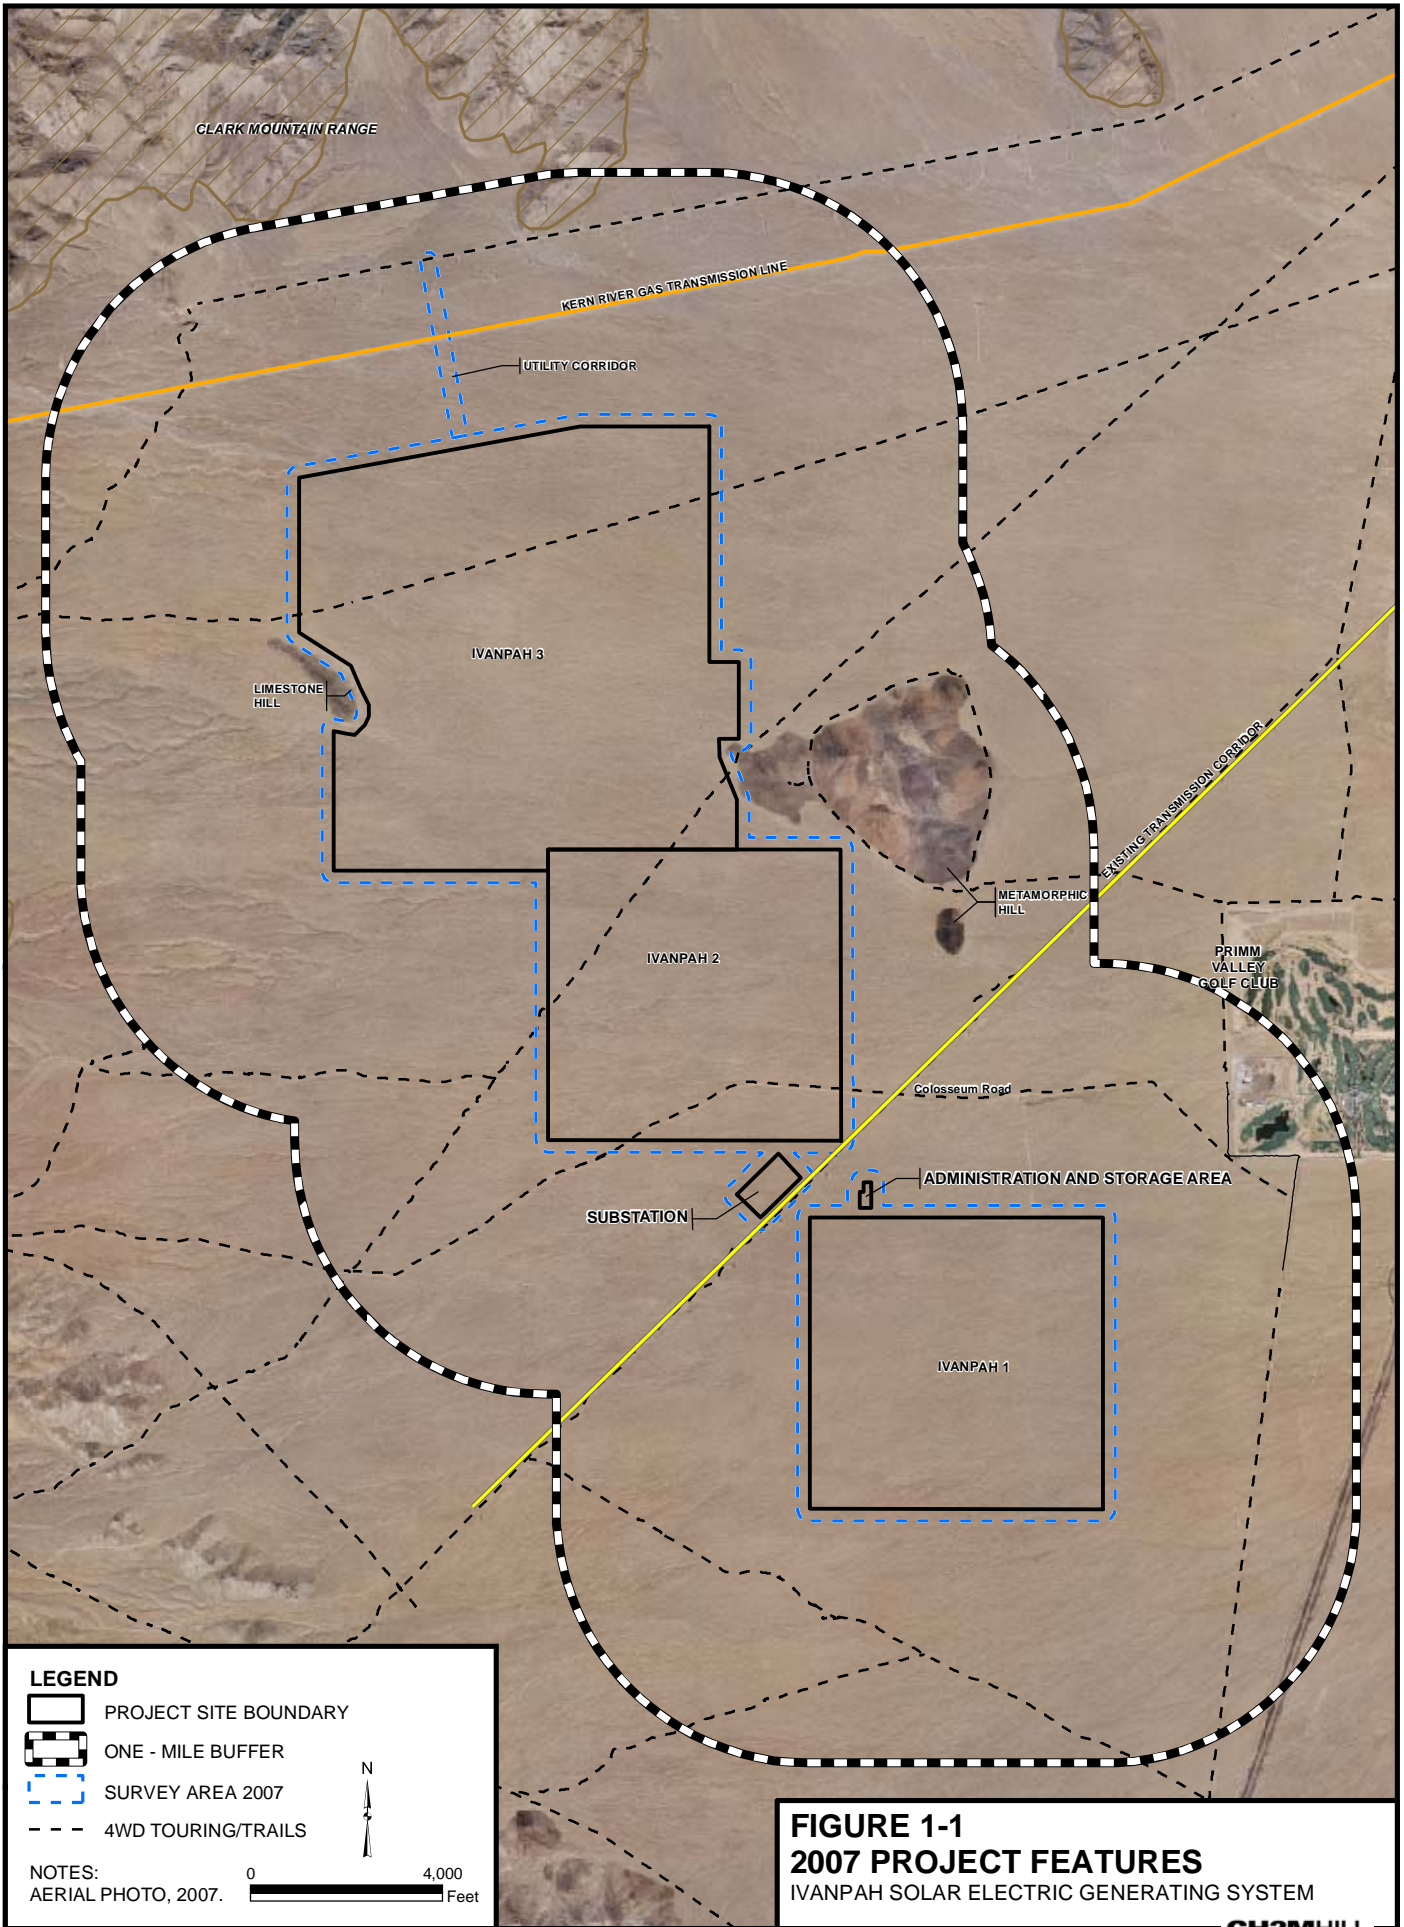 CLARK MOUNTAIN RANGE
KERN RIVER GAS TRANSMISSION LINE
UTILITY CORRIDOR
IVANPAH 3
LIMESTONE
HILL
EXISTING TRANSMISSION CORRIDOR
METAMORPHIC
HILL
PRIMM
VALLEY
GOLF CLUB
IVANPAH 2
Colosseum Road
ADMINISTRATION AND STORAGE AREA
SUBSTATION
IVANPAH 1
LEGEND
PROJECT SITE BOUNDARY
ONE - MILE BUFFER
SURVEY AREA 2007
4WD TOURING/TRAILS
N
NOTES:
AERIAL PHOTO, 2007.
0 4,000
Feet
FIGURE 1-1
2007 PROJECT FEATURES
IVANPAH SOLAR ELECTRIC GENERATING SYSTEM
CH2MHILL